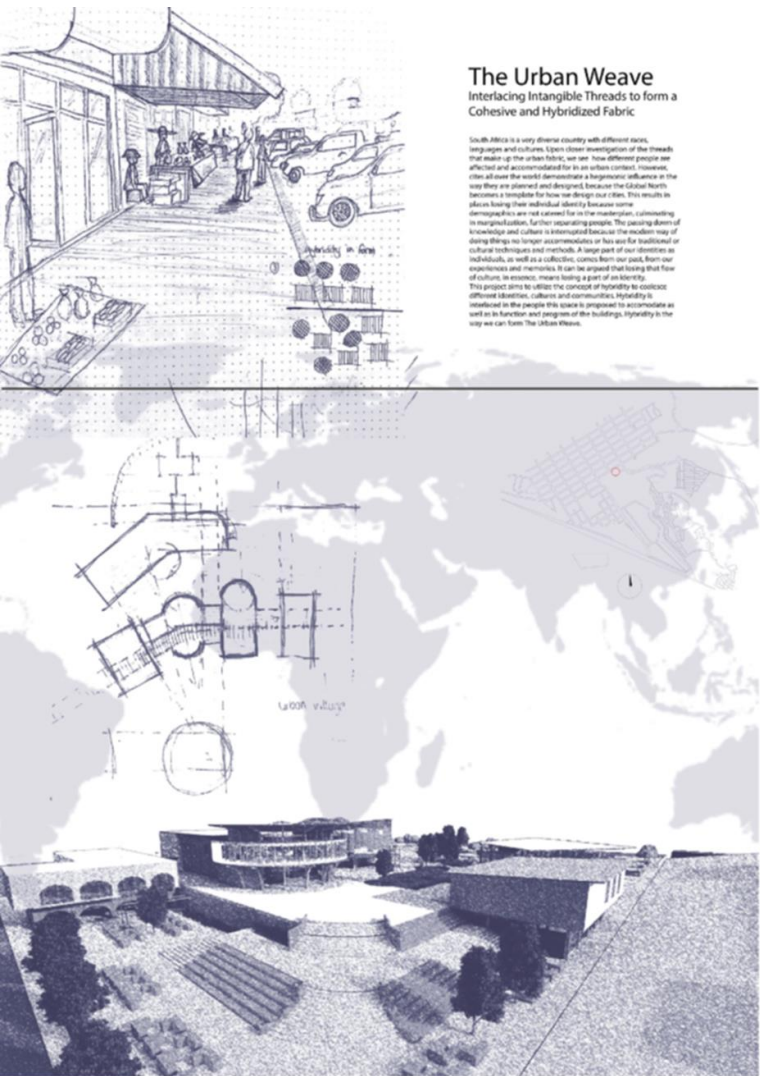 The Urban Weave
Interlacing Intangible Threads to form a
Cohesive and Hybridized Fabric
South Africa is a very diverse country with different races,
languages and cultures. Upon closer investigation of the threads
that make up the urban fabric, we see how different people are
affected and accommodated for in an urban context. However,
cites all over the world demonstrate a hegemonic influence in the
way they are planned and designed, because the Global North
becomes a template for how we design our cities. This results in
places losing their individual identity because some
demographics are not catered for in the masterplan, culminating
in marginalization, further separating people. The passing down of
knowledge and culture is interrupted because the modern way of
doing things no longer accommodates or has use for traditional or
cultural techniques and methods. A large part of our identities as
individuals, as well as a collective, comes from our past, from our
experiences and memories. It can be argued that losing that flow
of culture, in essence, means losing a part of an identity.
This project aims to utilize the concept of hybridity to coalesce
different identities, cultures and communities. Hybridity is
interlaced in the people this space is proposed to accomodate as
well as in function and program of the buildings. Hybridity is the
way we can form The Urban Weave.
hybridity in form
urban village